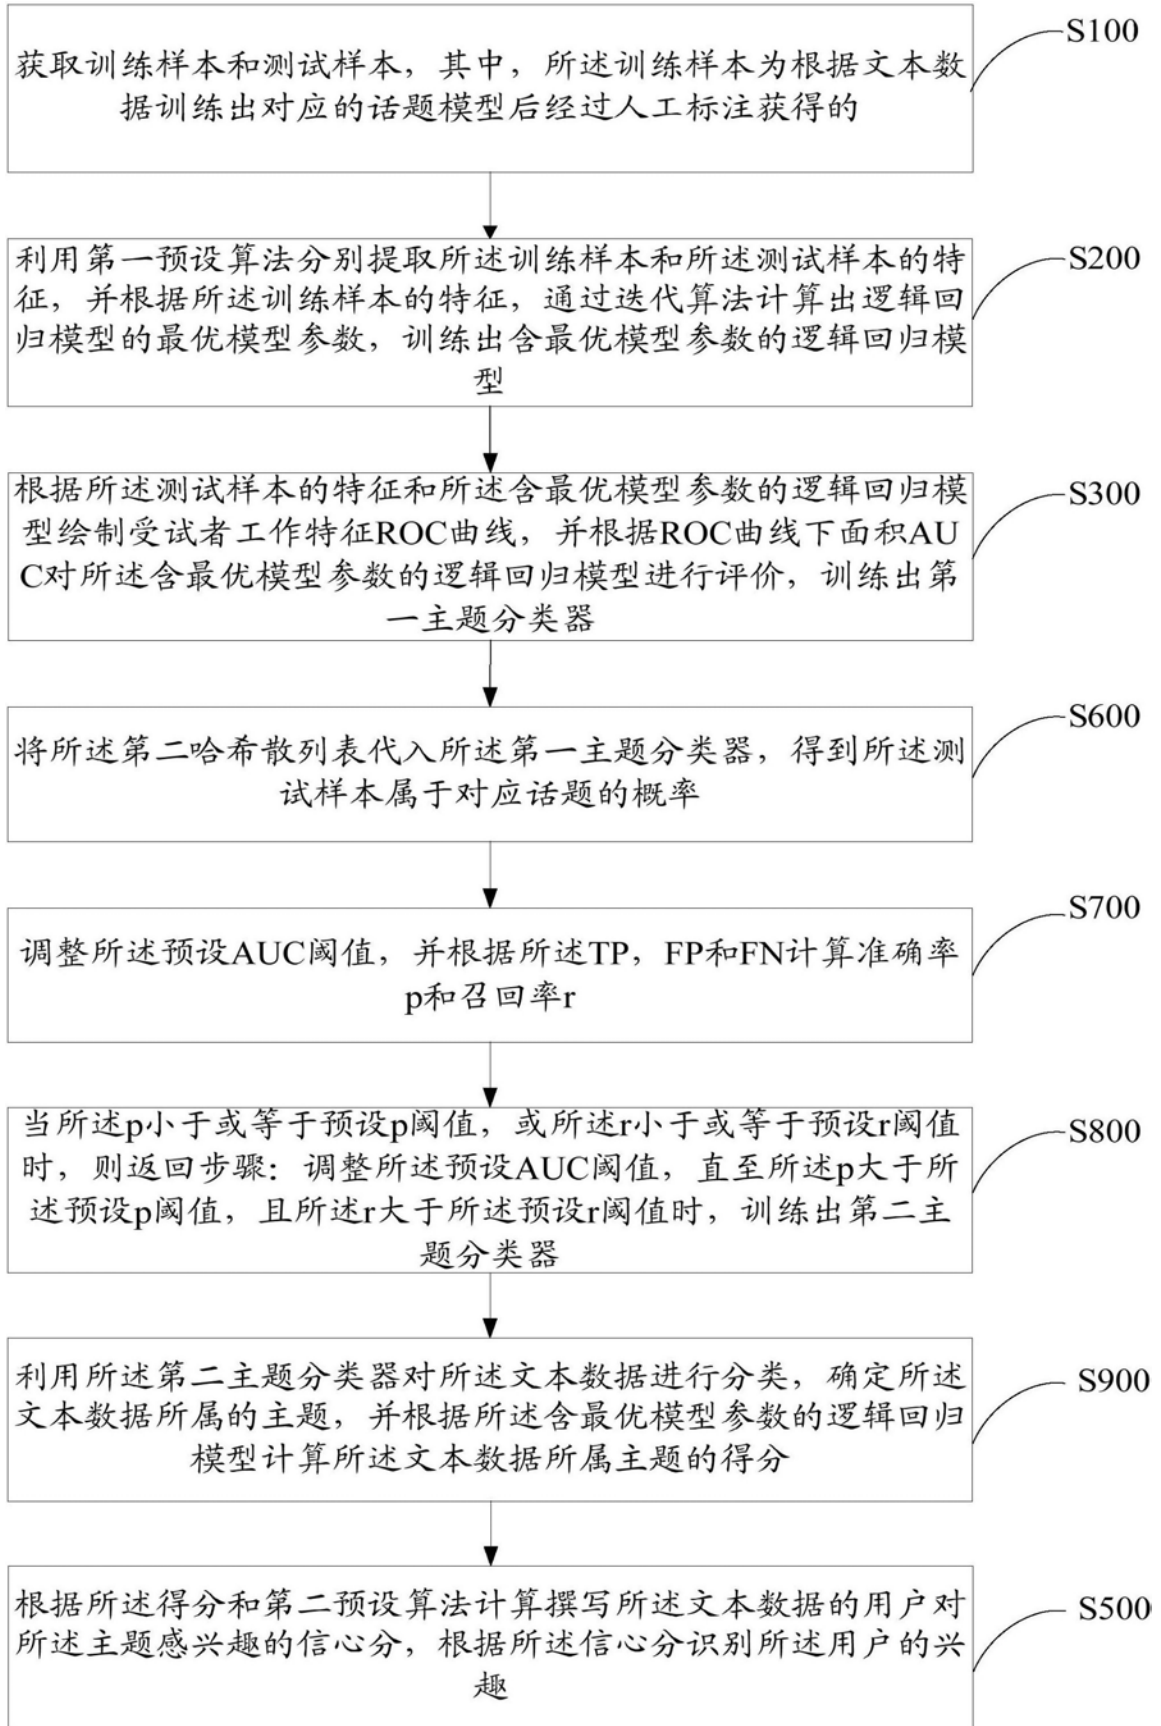 获取训练样本和测试样本，其中，所述训练样本为根据文本数
据训练出对应的话题模型后经过人工标注获得的
S100
利用第一预设算法分别提取所述训练样本和所述测试样本的特
征，并根据所述训练样本的特征，通过迭代算法计算出逻辑回
归模型的最优模型参数，训练出含最优模型参数的逻辑回归模
型
S200
根据所述测试样本的特征和所述含最优模型参数的逻辑回归模
型绘制受试者工作特征ROC曲线，并根据ROC曲线下面积AU
C对所述含最优模型参数的逻辑回归模型进行评价，训练出第
一主题分类器
S300
将所述第二哈希散列表代入所述第一主题分类器，得到所述测
试样本属于对应话题的概率
S600
调整所述预设AUC阈值，并根据所述TP，FP和FN计算准确率
p和召回率r
S700
当所述p小于或等于预设p阈值，或所述r小于或等于预设r阈值
时，则返回步骤：调整所述预设AUC阈值，直至所述p大于所
述预设p阈值，且所述r大于所述预设r阈值时，训练出第二主
题分类器
S800
利用所述第二主题分类器对所述文本数据进行分类，确定所述
文本数据所属的主题，并根据所述含最优模型参数的逻辑回归
模型计算所述文本数据所属主题的得分
S900
根据所述得分和第二预设算法计算撰写所述文本数据的用户对
所述主题感兴趣的信心分，根据所述信心分识别所述用户的兴
趣
S500